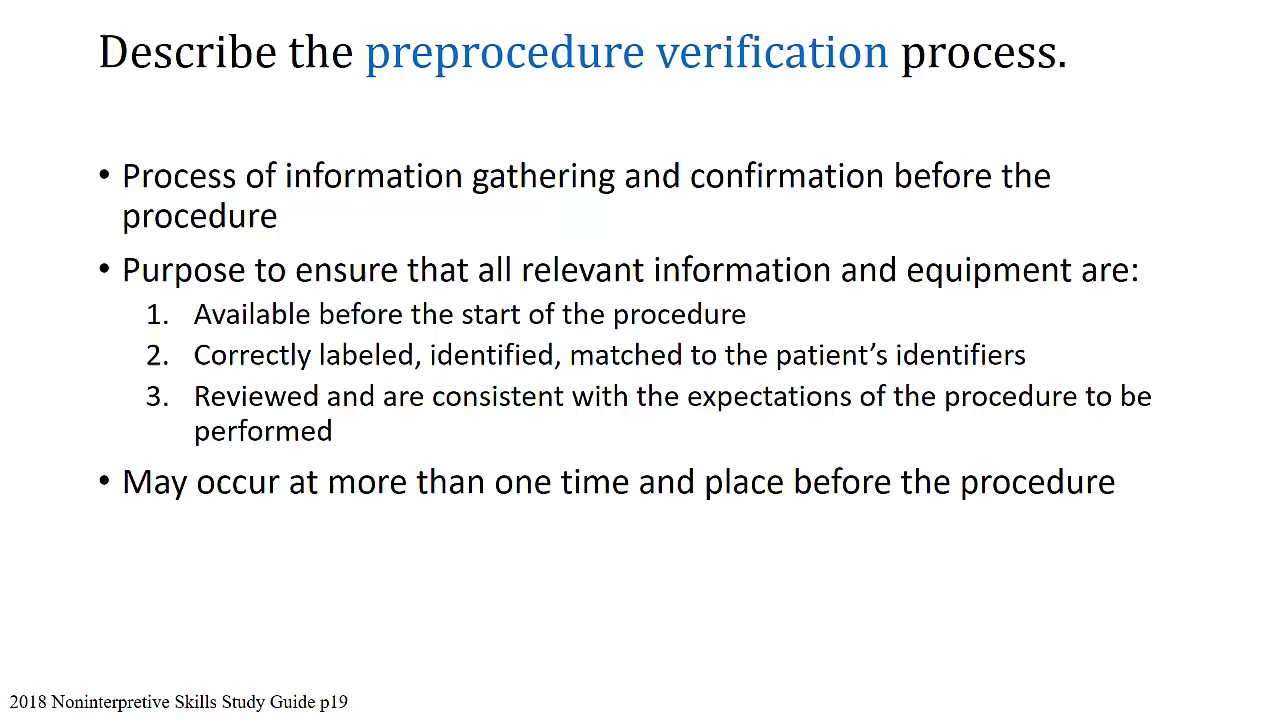 Describe the preprocedure verification process.
• Process of information gathering and confirmation before the
procedure
• Purpose to ensure that all relevant information and equipment are:
1. Available before the start of the procedure
2. Correctly labeled, identified, matched to the patient’s identifiers
3. Reviewed and are consistent with the expectations of the procedure to be
performed
• May occur at more than one time and place before the procedure
2018 Noninterpretive Skills Study Guide p19